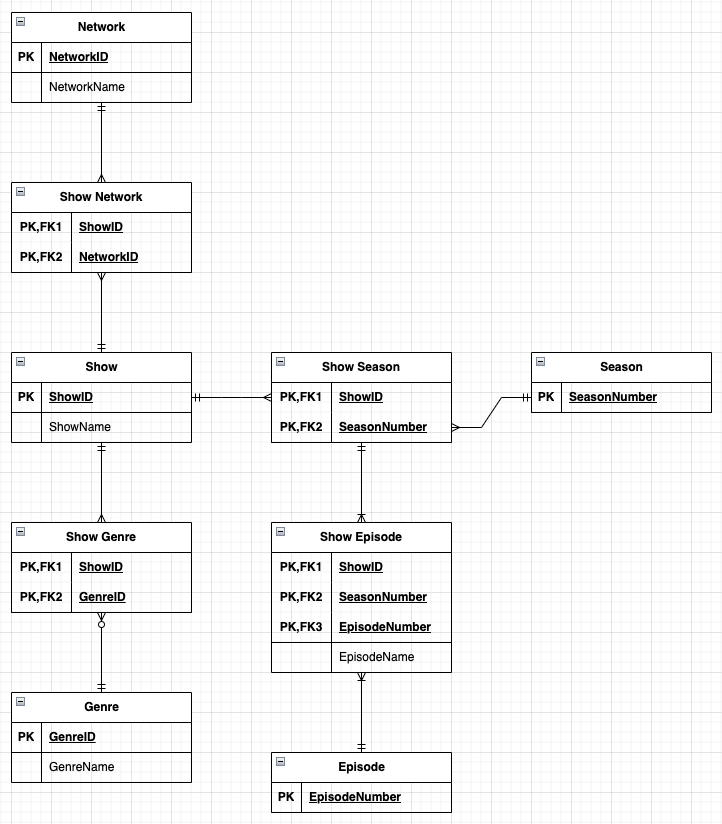 Network
PK NetworkID
NetworkName
Show Network
PK,FK1 ShowID
PK,FK2 NetworkID
Show
PK ShowID
ShowName
Show Season
PK,FK1 ShowID
PK,FK2 SeasonNumber
Season
PK SeasonNumber
Show Genre
PK,FK1 ShowID
PK,FK2 GenreID
Show Episode
PK,FK1 ShowID
PK,FK2 SeasonNumber
PK,FK3 EpisodeNumber
EpisodeName
Genre
PK GenreID
GenreName
Episode
PK EpisodeNumber